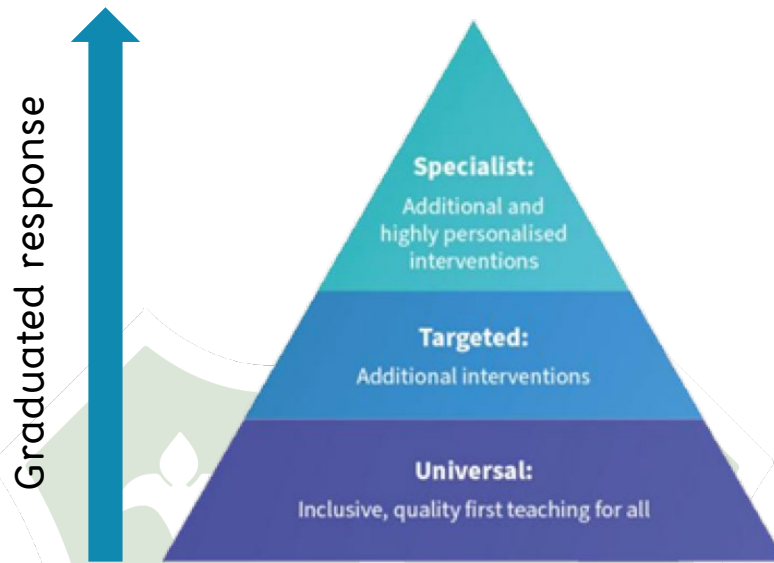 Graduated response
Specialist:
Additional and
highly personalised
interventions
Targeted:
Additional interventions
Universal:
Inclusive, quality first teaching for all